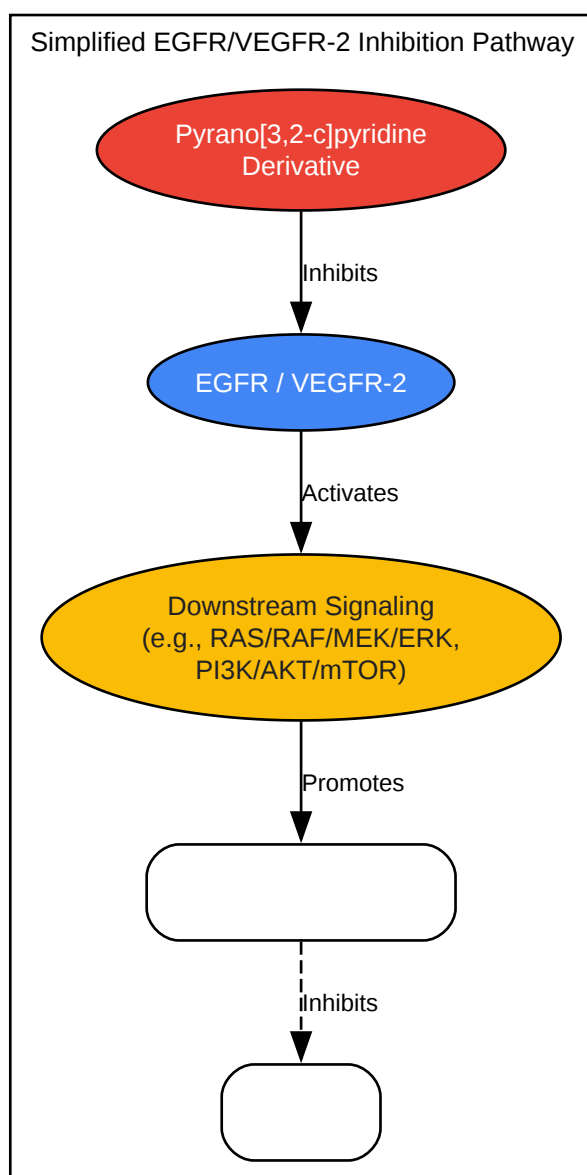 Simplified EGFR/VEGFR-2 Inhibition Pathway
Pyrano[3,2-c]pyridine
Derivative
Inhibits
EGFR / VEGFR-2
Activates
Downstream Signaling
(e.g., RAS/RAF/MEK/ERK,
PI3K/AKT/mTOR)
Promotes
Inhibits